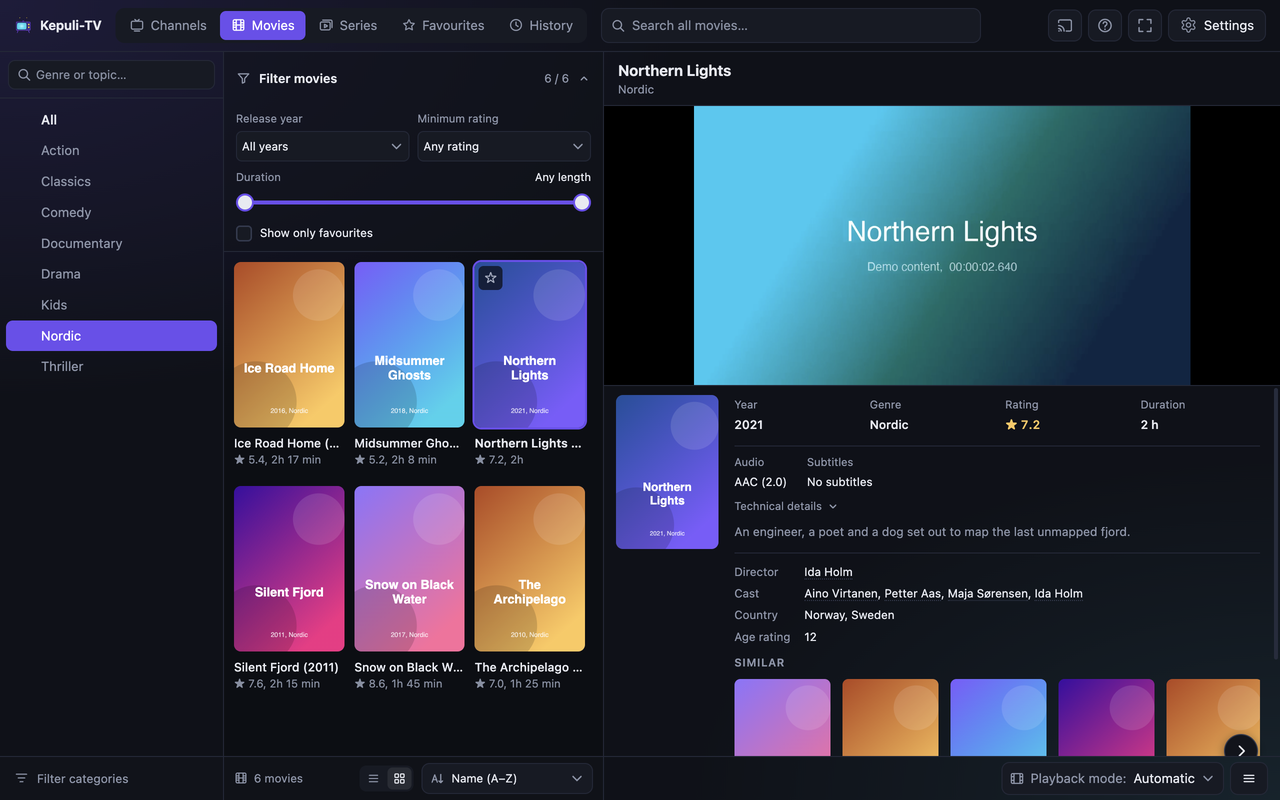 Kepuli-TV
Channels
Movies
Series
Favourites
History
Search all movies...
Settings
Genre or topic...
All
Action
Classics
Comedy
Documentary
Drama
Kids
Nordic
Thriller
Filter categories
Filter movies
6 / 6
Release year
Minimum rating
All years
Any rating
Duration
Any length
Show only favourites
Ice Road Home
2016, Nordic
Midsummer
Ghosts
2018, Nordic
Northern
Lights
2021, Nordic
Ice Road Home (...
5.4, 2h 17 min
Midsummer Gho...
5.2, 2h 8 min
Northern Lights ...
7.2, 2h
Silent Fjord
2011, Nordic
Snow on Black
Water
2017, Nordic
The
Archipelago
2010, Nordic
Silent Fjord (2011)
7.6, 2h 15 min
Snow on Black W...
8.6, 1h 45 min
The Archipelago ...
7.0, 1h 25 min
6 movies
Name (A–Z)
Northern Lights
Nordic
Northern Lights
Demo content, 00:00:02.640
Northern
Lights
2021, Nordic
Year
Genre
Rating
Duration
2021
Nordic
7.2
2 h
Audio
Subtitles
AAC (2.0)
No subtitles
Technical details
An engineer, a poet and a dog set out to map the last unmapped fjord.
Director
Ida Holm
Cast
Aino Virtanen, Petter Aas, Maja Sørensen, Ida Holm
Country
Norway, Sweden
Age rating
12
SIMILAR
Playback mode: Automatic